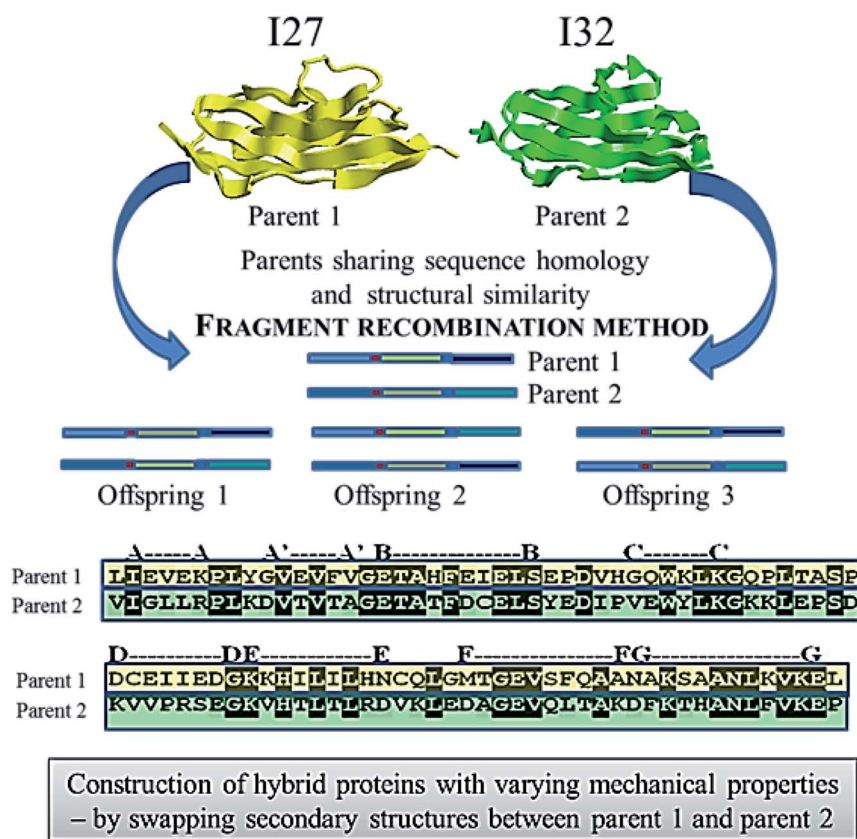 I27 I32
Parent 1 Parent 2
Parents sharing sequence homology
and structural similarity
FRAGMENT RECOMBINATION METHOD
Parent 1
Parent 2
Offspring 1 Offspring 2 Offspring 3
A-----A A'-----A' B-------------B C-------C
Parent 1 LIEVEKPLYGVEVFVGETAHFEIELSEPDVHGQWKLKGQPLTASP
Parent 2 VIGLLRPLKDVTVTAGETATFDCELSYEDIPVEWYLKGKKLEPSD
D----------DE-----------E F--------------FG----------------G
Parent 1 DCEIIEDGKKHILILHNCQLGMTGEVSFQAANAKSAANLKVKEL
Parent 2 KVVPRSEGKVHTLTLRDVKLEDAGEVQLTAKDFKTHANLFVKEP
Construction of hybrid proteins with varying mechanical properties
– by swapping secondary structures between parent 1 and parent 2